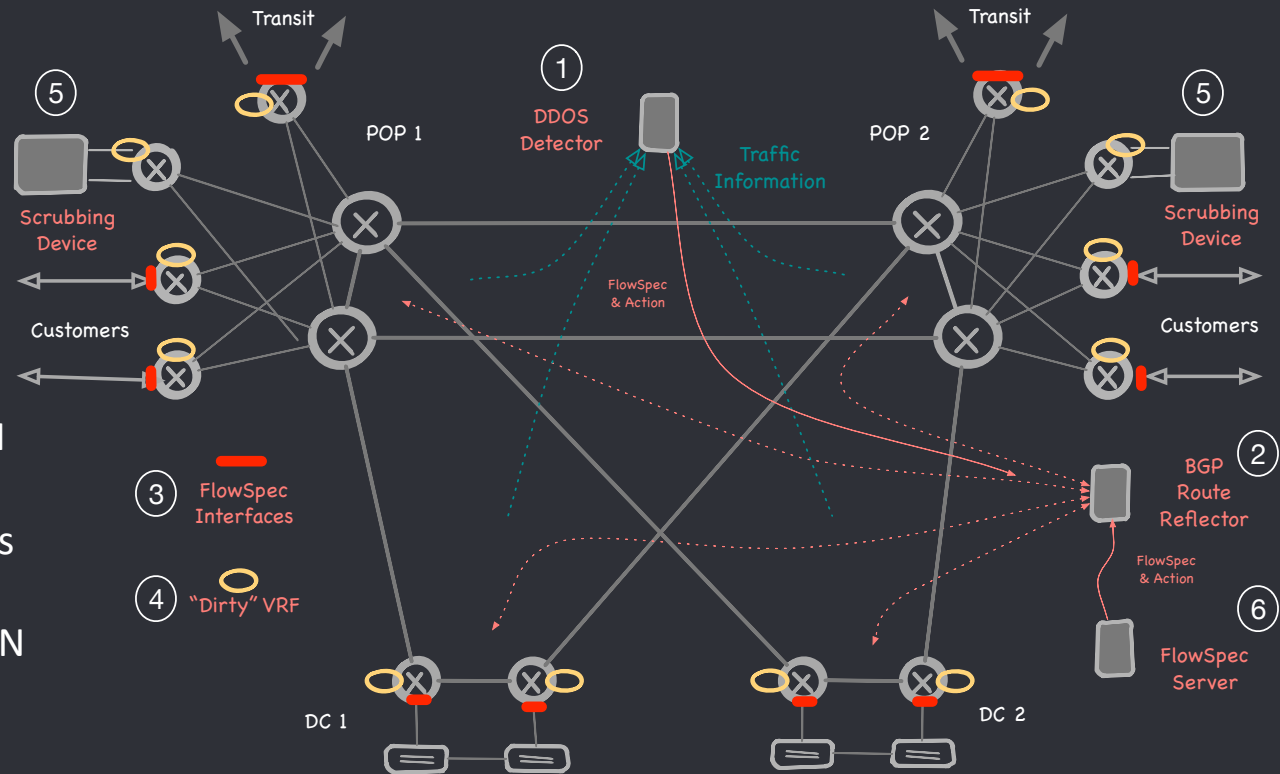 Transit
Transit
1
5
5
DDOS
Detector
POP 1
POP 2
Traffic
Information
Scrubbing
Device
Scrubbing
Device
FlowSpec
& Action
Customers
Customers
2
BGP
Route
Reflector
3
FlowSpec
Interfaces
s
FlowSpec
& Action
4
"Dirty" VRF
6
N
FlowSpec
Server
DC 1
DC 2